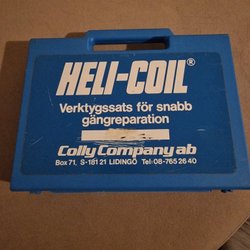 HELI-COIL®
Verktygssats för snabb
gängreparation
Colly Company ab
Box 71, S-181 21 LIDINGÖ Tel-08-765 26 40